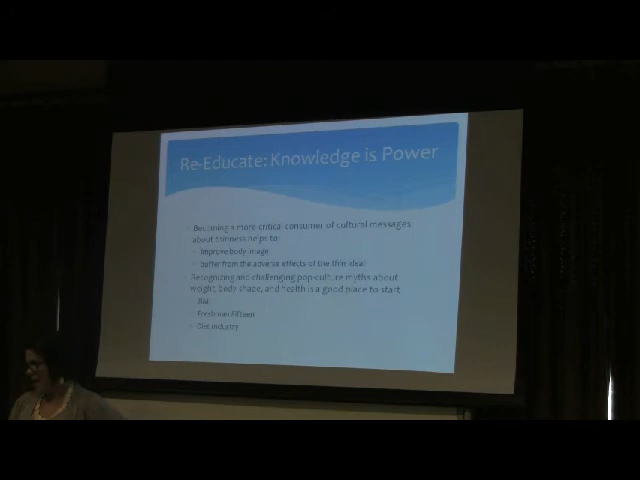 Re-Educate: Knowledge is Power
Becoming a more critical consumer of cultural messages
about thinness helps to:
Improve body image
Buffer from the adverse effects of the thin ideal
Recognizing and challenging pop-culture myths about
weight, body shape, and health is a good place to start
BMI
Freshman Fifteen
Diet industry